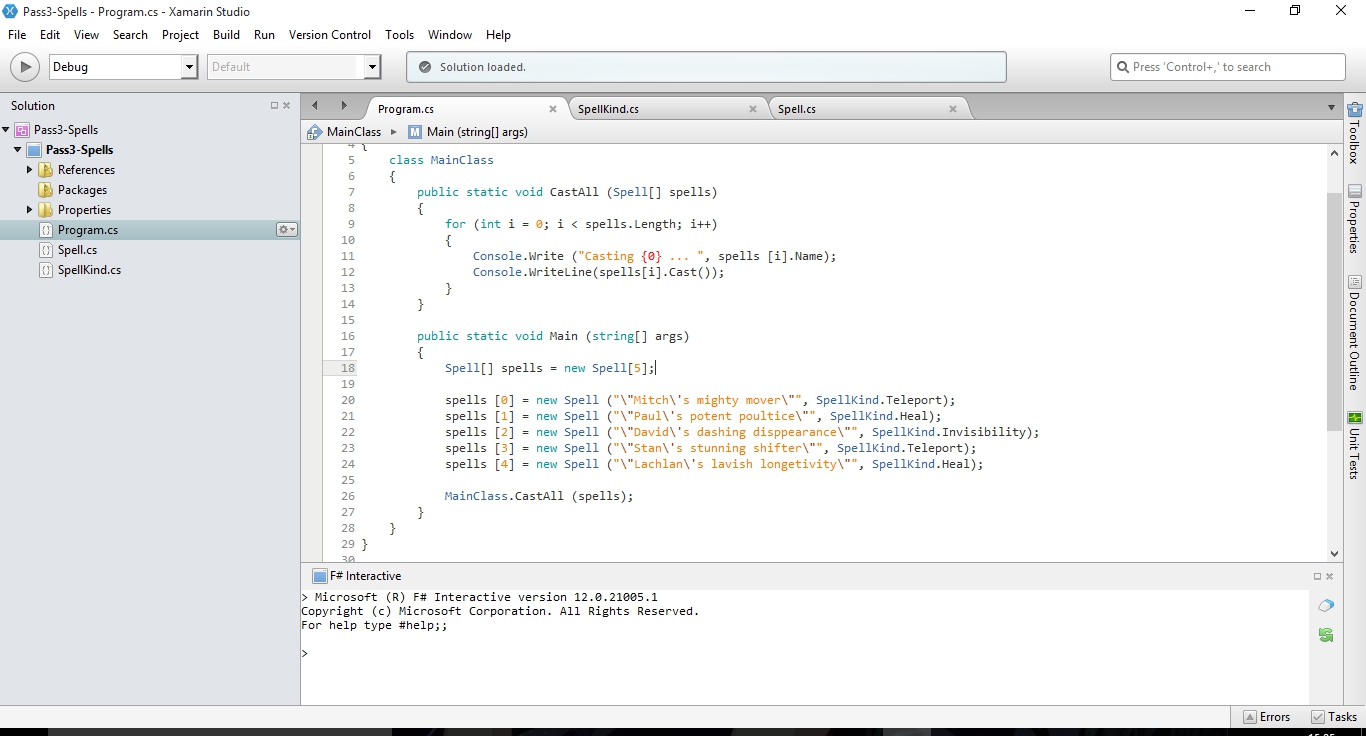 Pass3-Spells - Program.cs - Xamarin Studio
File Edit View Search Project Build Run Version Control Tools Window Help
Debug
Default
Solution loaded.
Press 'Control+,' to search
Solution
Pass3-Spells
Pass3-Spells
References
Packages
Properties
Program.cs
Spell.cs
SpellKind.cs
Program.cs
SpellKind.cs
Spell.cs
MainClass
M Main (string[] args)
4 {
5 class MainClass
6 {
7 public static void CastAll (Spell[] spells)
8 {
9 for (int i = 0; i < spells.Length; i++)
10 {
11 Console.Write ("Casting {0} ... ", spells [i].Name);
12 Console.WriteLine(spells[i].Cast());
13 }
14 }
15
16 public static void Main (string[] args)
17 {
18 Spell[] spells = new Spell[5];
19
20 spells [0] = new Spell ("\"Mitch\'s mighty mover\"", SpellKind.Teleport);
21 spells [1] = new Spell ("\"Paul\'s potent poultice\"", SpellKind.Heal);
22 spells [2] = new Spell ("\"David\'s dashing disppearance\"", SpellKind.Invisibility);
23 spells [3] = new Spell ("\"Stan\'s stunning shifter\"", SpellKind.Teleport);
24 spells [4] = new Spell ("\"Lachlan\'s lavish longetivity\"", SpellKind.Heal);
25
26 MainClass.CastAll (spells);
27 }
28 }
29 }
30
Toolbox
Properties
Document Outline
Unit Tests
F# Interactive
> Microsoft (R) F# Interactive version 12.0.21005.1
Copyright (c) Microsoft Corporation. All Rights Reserved.
For help type #help;;
>
Errors
Tasks